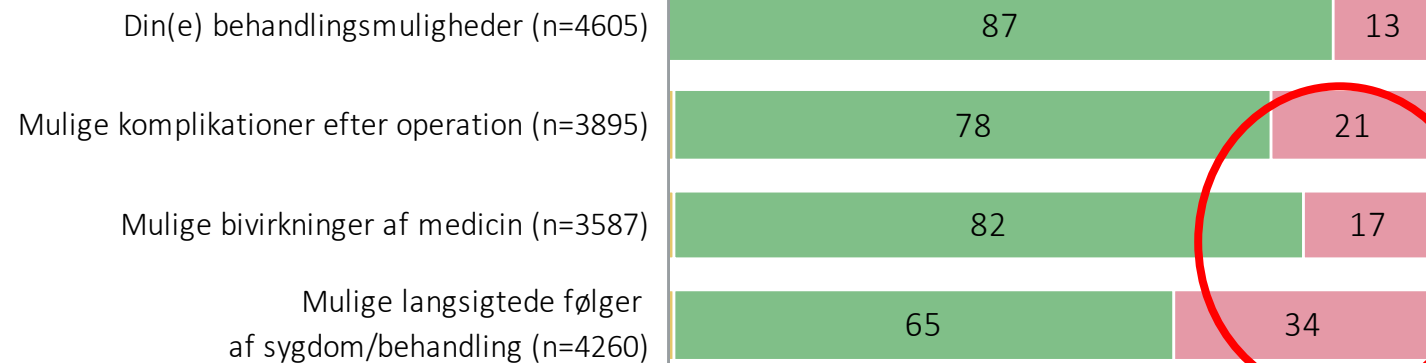 Din(e) behandlingsmuligheder (n=4605) 87 13
Mulige komplikationer efter operation (n=3895) 78 21
Mulige bivirkninger af medicin (n=3587) 82 17
Mulige langsigtede følger
af sygdom/behandling (n=4260) 65 34